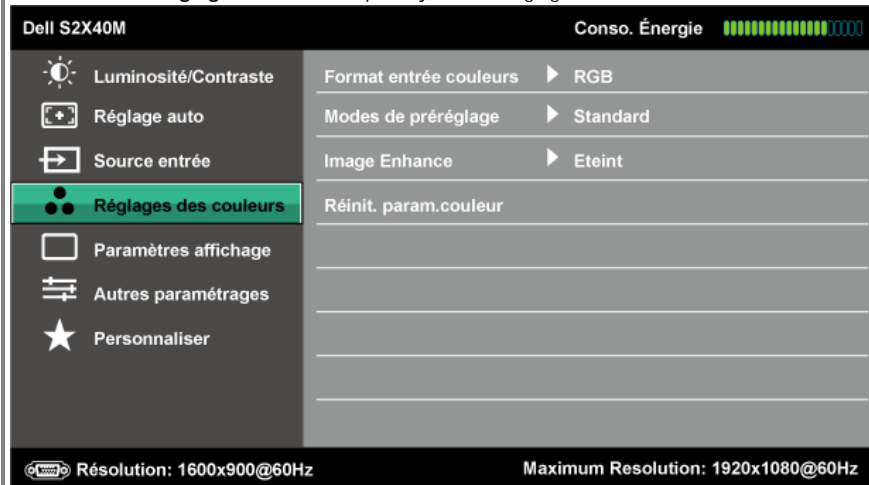 Dell S2X40M Conso. Énergie
Luminosité/Contraste
Réglage auto
Source entrée
Réglages des couleurs
Paramètres affichage
Autres paramétrages
Personnaliser
Format entrée couleurs RGB
Modes de préréglage Standard
Image Enhance Eteint
Réinit. param.couleur
Résolution: 1600x900@60Hz Maximum Resolution: 1920x1080@60Hz